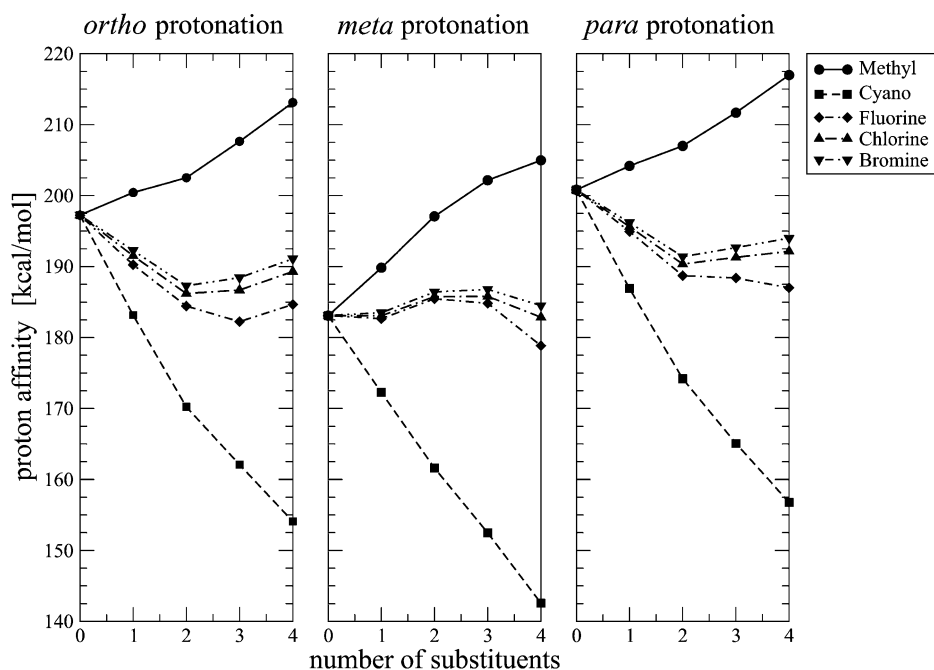 ortho protonation
meta protonation
para protonation
proton affinity [kcal/mol]
220
210
200
190
180
170
160
150
140
0 1 2 3 4
0 1 2 3 4
0 1 2 3 4
number of substituents
Methyl
Cyano
Fluorine
Chlorine
Bromine